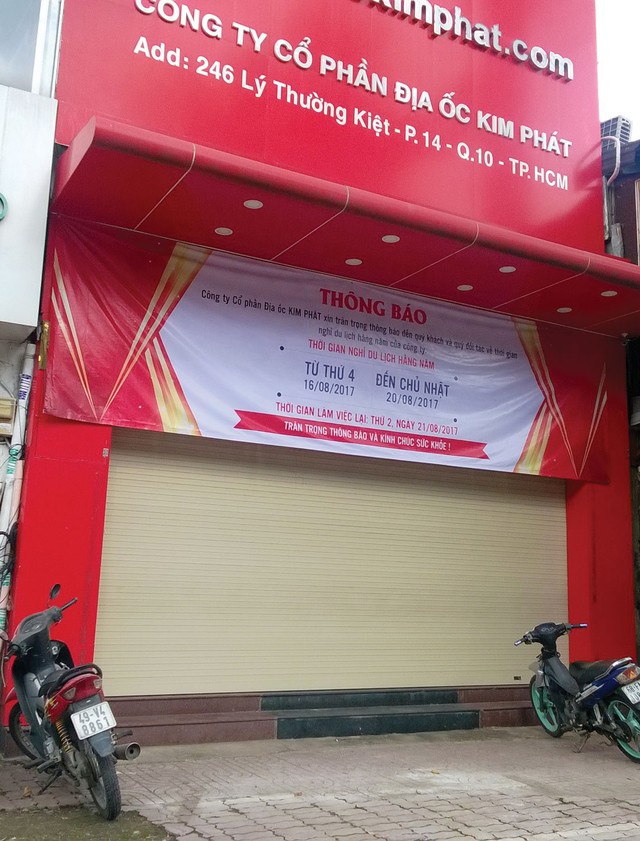 kimphat.com
CÔNG TY CỔ PHẦN ĐỊA ỐC KIM PHÁT
Add: 246 Lý Thường Kiệt - P.14 - Q.10 - TP.HCM
THÔNG BÁO
Công ty Cổ phần Địa ốc KIM PHÁT xin trân trọng thông báo đến quý khách và quý đối tác về thời gian
nghỉ du lịch hằng năm của công ty
THỜI GIAN NGHỈ DU LỊCH HẰNG NĂM
TỪ THỨ 4 ĐẾN CHỦ NHẬT
16/08/2017 20/08/2017
THỜI GIAN LÀM VIỆC LẠI: THỨ 2, NGÀY 21/08/2017
TRÂN TRỌNG THÔNG BÁO VÀ KÍNH CHÚC SỨC KHỎE !
49-V4
8861